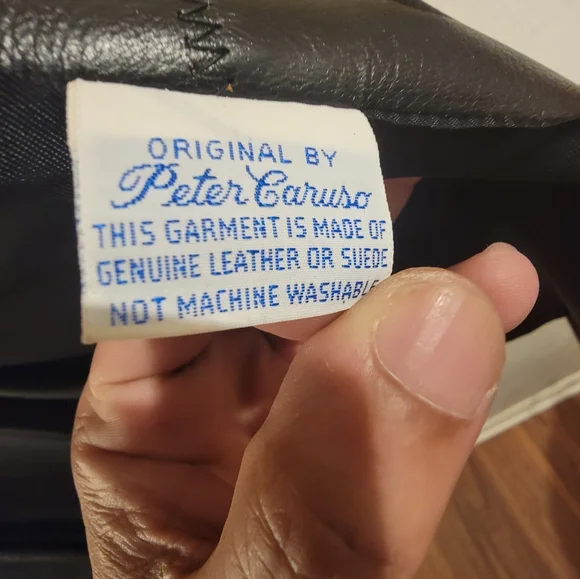 ORIGINAL BY
Peter Caruso
THIS GARMENT IS MADE OF
GENUINE LEATHER OR SUEDE
NOT MACHINE WASHABLE